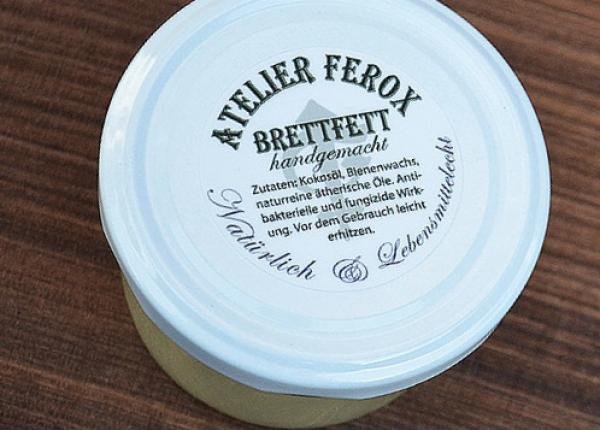 ATELIER FEROX
BRETTFETT
handgemacht
Zutaten: Kokosöl, Bienenwachs,
naturreine ätherische Öle. Anti-
bakterielle und fungizide Wirk-
ung. Vor dem Gebrauch leicht
erhitzen.
Natürlich & Lebensmittelecht